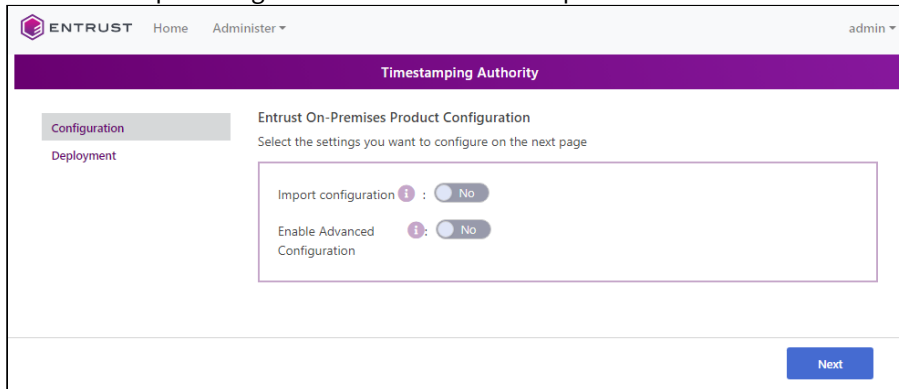 ENTRUST Home Administer admin
Timestamping Authority
Configuration
Deployment
Entrust On-Premises Product Configuration
Select the settings you want to configure on the next page
Import configuration i : No
Enable Advanced i : No
Configuration
Next